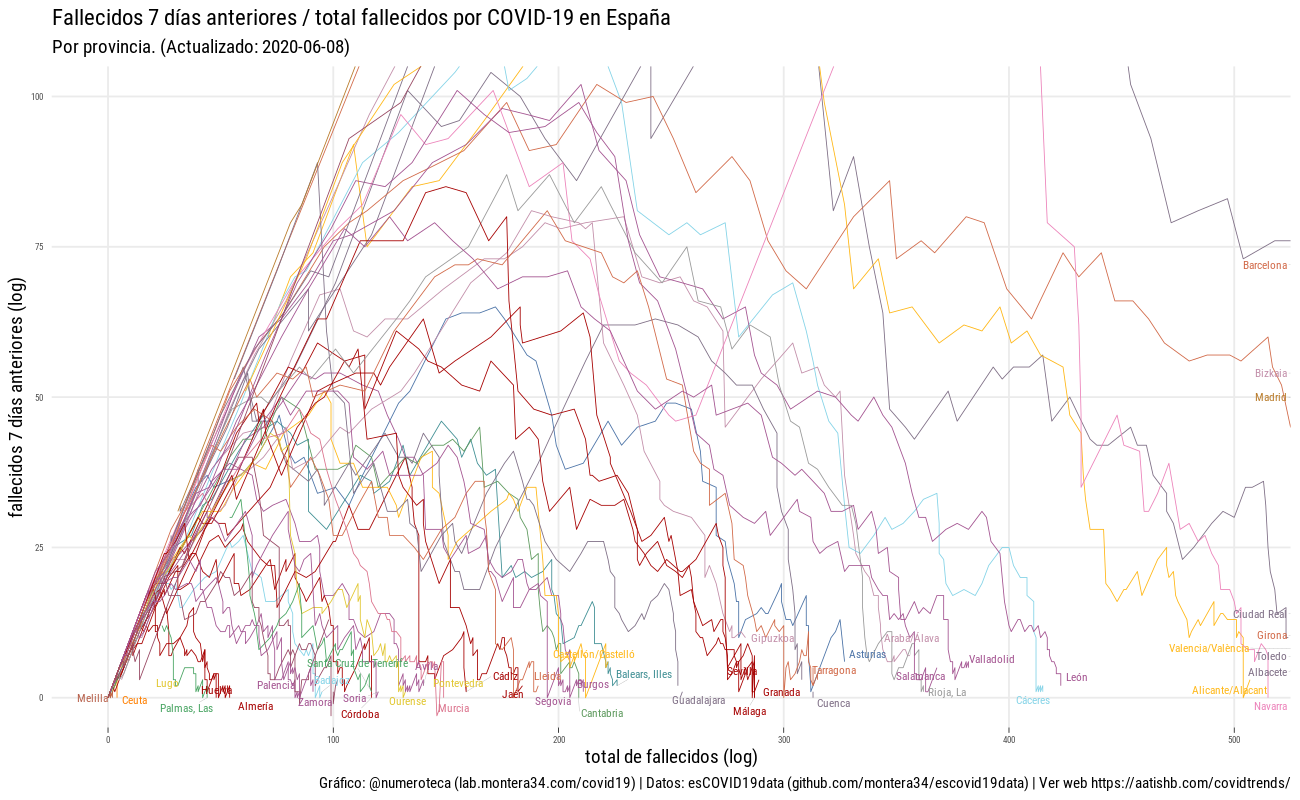 Fallecidos 7 días anteriores / total fallecidos por COVID-19 en España
Por provincia. (Actualizado: 2020-06-08)
fallecidos 7 días anteriores (log)
100
75
50
25
0
Barcelona
Bizkaia
Madrid
Ciudad Real
Girona
Valencia/València
Toledo
Albacete
Alicante/Alacant
Navarra
Gipuzkoa
Araba/Álava
Asturias
Valladolid
Salamanca
León
Rioja, La
Cáceres
Tarragona
Cuenca
Sevilla
Granada
Málaga
Castellón/Castelló
Balears, Illes
Guadalajara
Burgos
Segovia
Cantabria
Lleida
Cádiz
Jaén
Santa Cruz de Tenerife
Ávila
Pontevedra
Murcia
Ourense
Soria
Córdoba
Badajoz
Palencia
Zamora
Almería
Huelva
Lugo
Palmas, Las
Melilla
Ceuta
0
100
200
300
400
500
total de fallecidos (log)
Gráfico: @numeroteca (lab.montera34.com/covid19) | Datos: esCOVID19data (github.com/montera34/escovid19data) | Ver web https://aatishb.com/covidtrends/